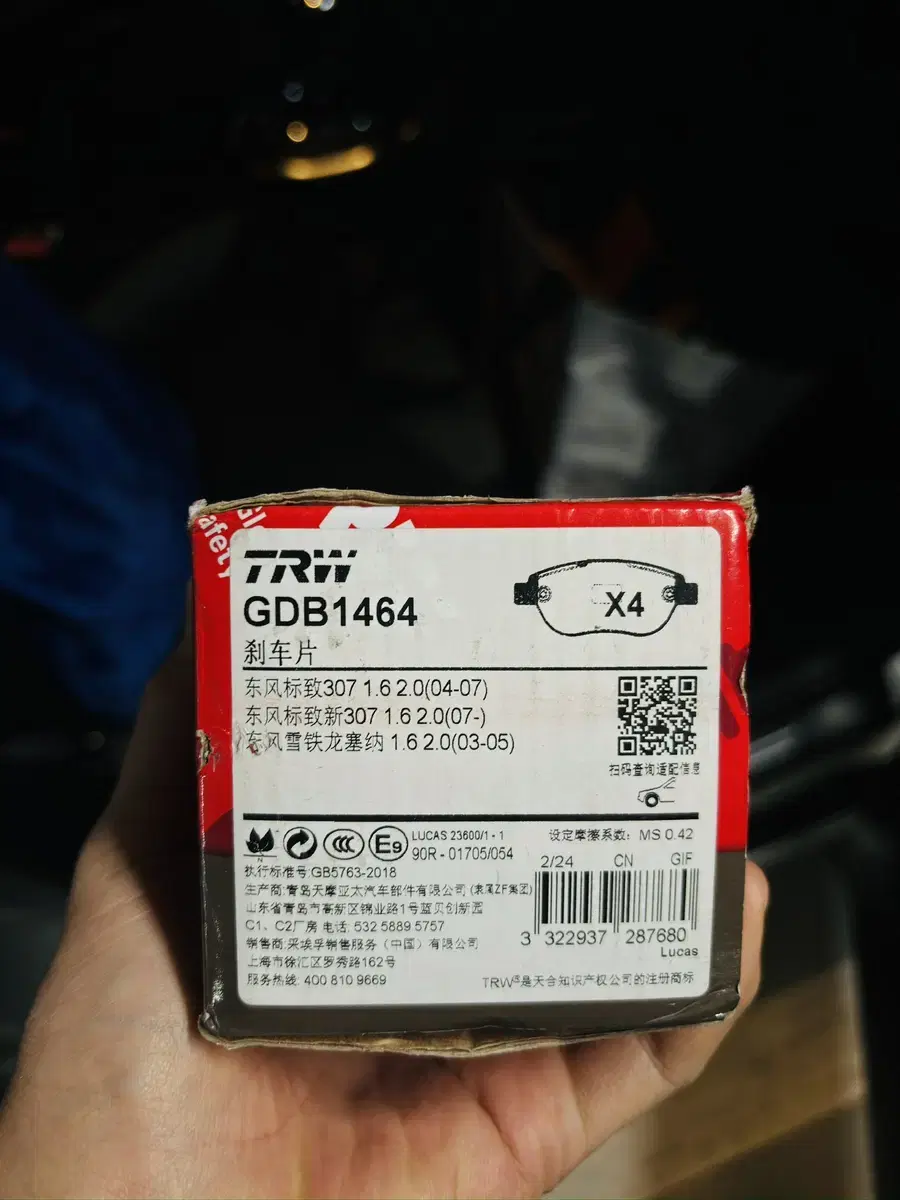 TRW
GDB1464
X4
刹车片
东风标致307 1.6 2.0(04-07)
东风标致新307 1.6 2.0(07-)
东风雪铁龙塞纳 1.6 2.0(03-05)
扫码查询适配信息
N
CCC
E9
LUCAS 23600/1 - 1
90R - 01705/054
设定摩擦系数: MS 0.42
执行标准号:GB5763-2018
2/24 CN GIF
生产商:青岛天摩亚太汽车部件有限公司 (隶属ZF集团)
山东省青岛市高新区锦业路1号蓝贝创新园
C1、C2厂房 电话: 532 5889 5757
3 322937 287680
销售商:采埃孚销售服务（中国）有限公司
Lucas
上海市徐汇区罗秀路162号
服务热线: 400 810 9669
TRW®是天合知识产权公司的注册商标